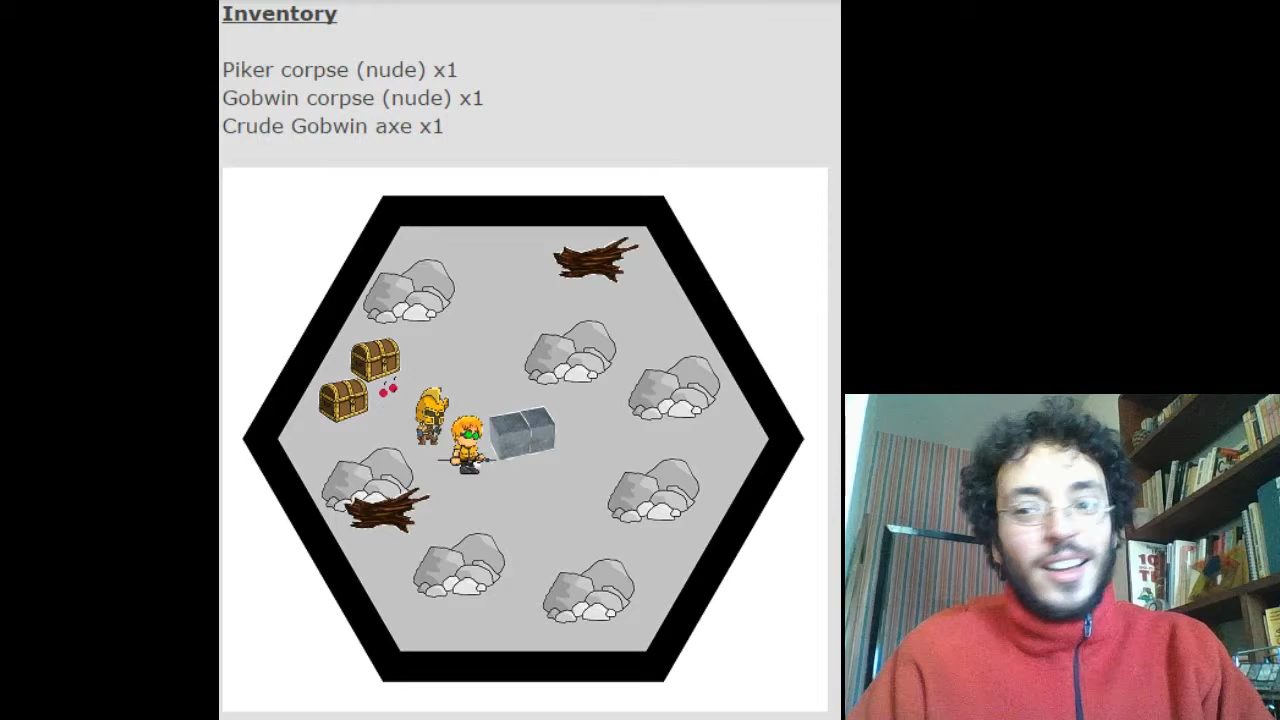 Inventory
Piker corpse (nude) x1
Gobwin corpse (nude) x1
Crude Gobwin axe x1